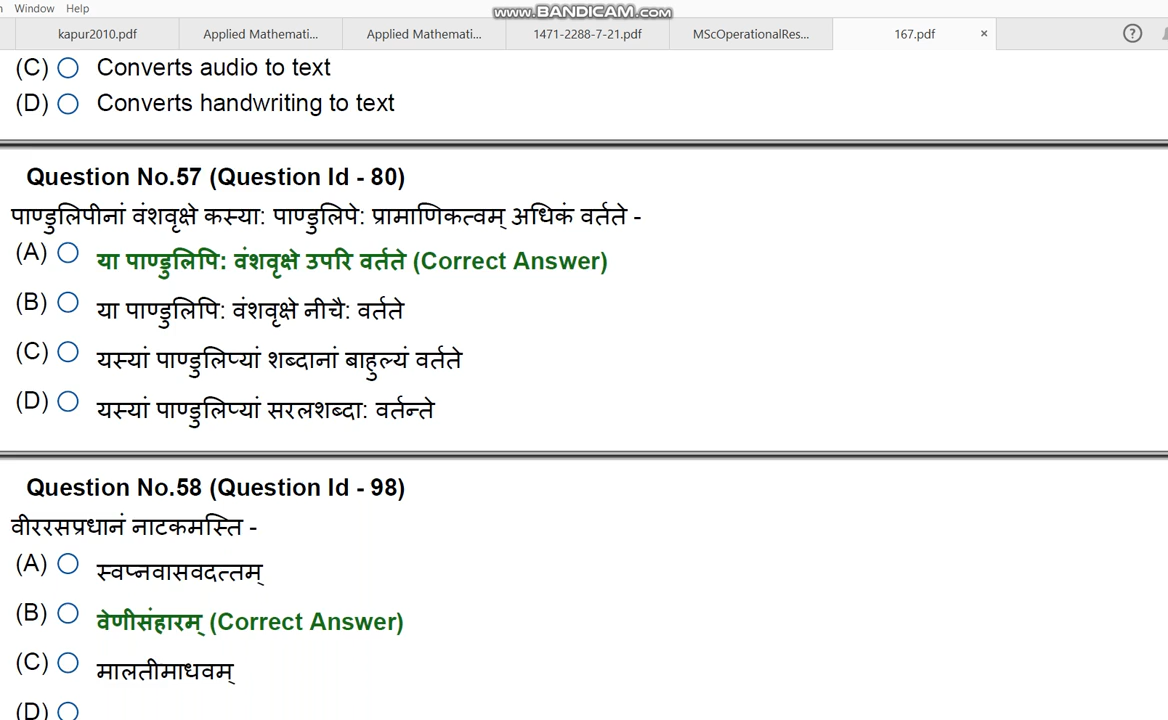 Window Help
www.BANDICAM.com
kapur2010.pdf Applied Mathemati... Applied Mathemati... 1471-2288-7-21.pdf MScOperationalRes... 167.pdf × ?
(C) Converts audio to text
(D) Converts handwriting to text
Question No.57 (Question Id - 80)
पाण्डुलिपीनां वंशवृक्षे कस्या: पाण्डुलिपे: प्रामाणिकत्वम् अधिकं वर्तते -
(A) या पाण्डुलिपि: वंशवृक्षे उपरि वर्तते (Correct Answer)
(B) या पाण्डुलिपि: वंशवृक्षे नीचै: वर्तते
(C) यस्यां पाण्डुलिप्यां शब्दानां बाहुल्यं वर्तते
(D) यस्यां पाण्डुलिप्यां सरलशब्दा: वर्तन्ते
Question No.58 (Question Id - 98)
वीररसप्रधानं नाटकमस्ति -
(A) स्वप्नवासवदत्तम्
(B) वेणीसंहारम् (Correct Answer)
(C) मालतीमाधवम्
(D)